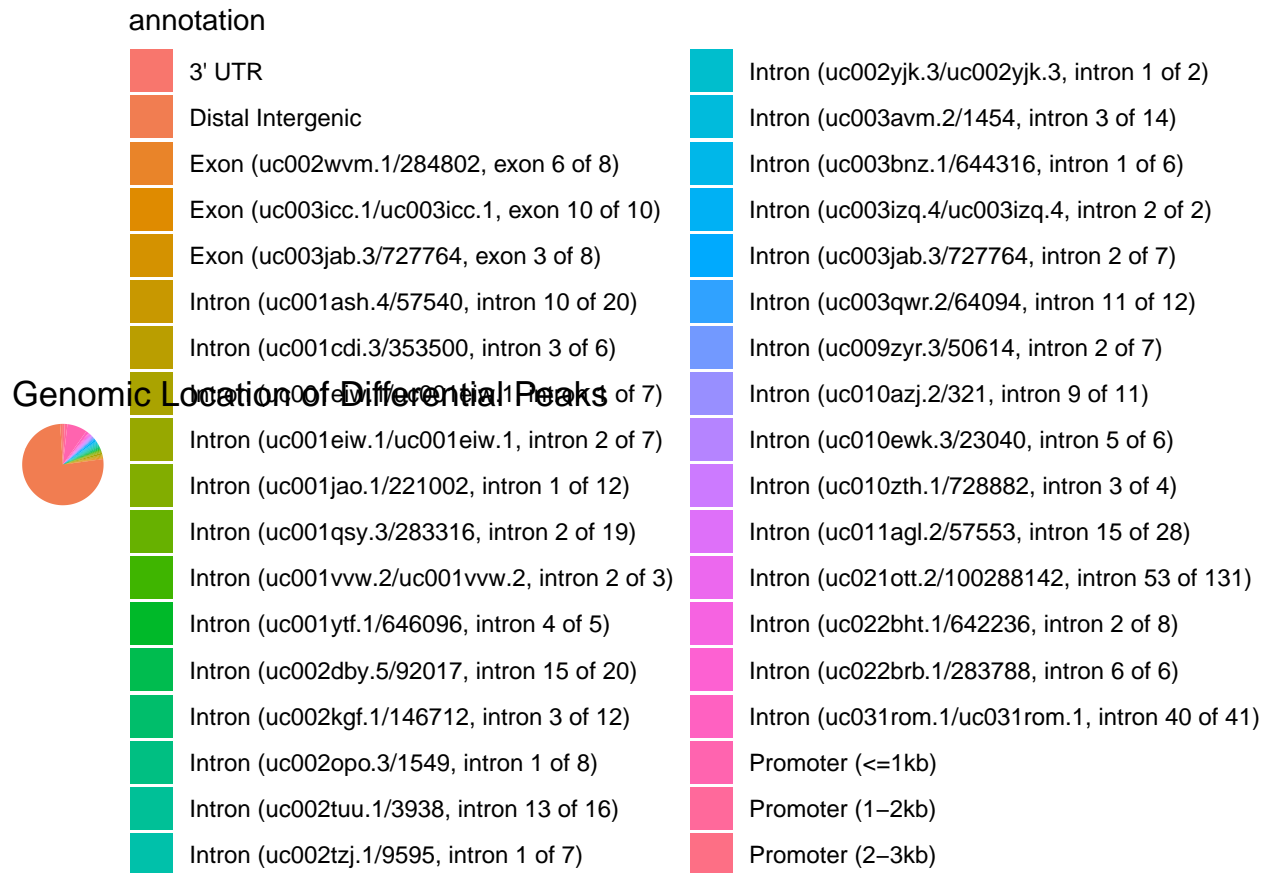 annotation
3' UTR
Distal Intergenic
Exon (uc002wvm.1/284802, exon 6 of 8)
Exon (uc003icc.1/uc003icc.1, exon 10 of 10)
Exon (uc003jab.3/727764, exon 3 of 8)
Intron (uc001ash.4/57540, intron 10 of 20)
Intron (uc001cdi.3/353500, intron 3 of 6)
Intron (uc001eiw.1/uc001eiw.1, intron 1 of 7)
Intron (uc001eiw.1/uc001eiw.1, intron 2 of 7)
Intron (uc001jao.1/221002, intron 1 of 12)
Intron (uc001qsy.3/283316, intron 2 of 19)
Intron (uc001vvw.2/uc001vvw.2, intron 2 of 3)
Intron (uc001ytf.1/646096, intron 4 of 5)
Intron (uc002dby.5/92017, intron 15 of 20)
Intron (uc002kgf.1/146712, intron 3 of 12)
Intron (uc002opo.3/1549, intron 1 of 8)
Intron (uc002tuu.1/3938, intron 13 of 16)
Intron (uc002tzj.1/9595, intron 1 of 7)
Intron (uc002yjk.3/uc002yjk.3, intron 1 of 2)
Intron (uc003avm.2/1454, intron 3 of 14)
Intron (uc003bnz.1/644316, intron 1 of 6)
Intron (uc003izq.4/uc003izq.4, intron 2 of 2)
Intron (uc003jab.3/727764, intron 2 of 7)
Intron (uc003qwr.2/64094, intron 11 of 12)
Intron (uc009zyr.3/50614, intron 2 of 7)
Intron (uc010azj.2/321, intron 9 of 11)
Intron (uc010ewk.3/23040, intron 5 of 6)
Intron (uc010zth.1/728882, intron 3 of 4)
Intron (uc011agl.2/57553, intron 15 of 28)
Intron (uc021ott.2/100288142, intron 53 of 131)
Intron (uc022bht.1/642236, intron 2 of 8)
Intron (uc022brb.1/283788, intron 6 of 6)
Intron (uc031rom.1/uc031rom.1, intron 40 of 41)
Promoter (<=1kb)
Promoter (1−2kb)
Promoter (2−3kb)
Genomic Location of Differential Peaks